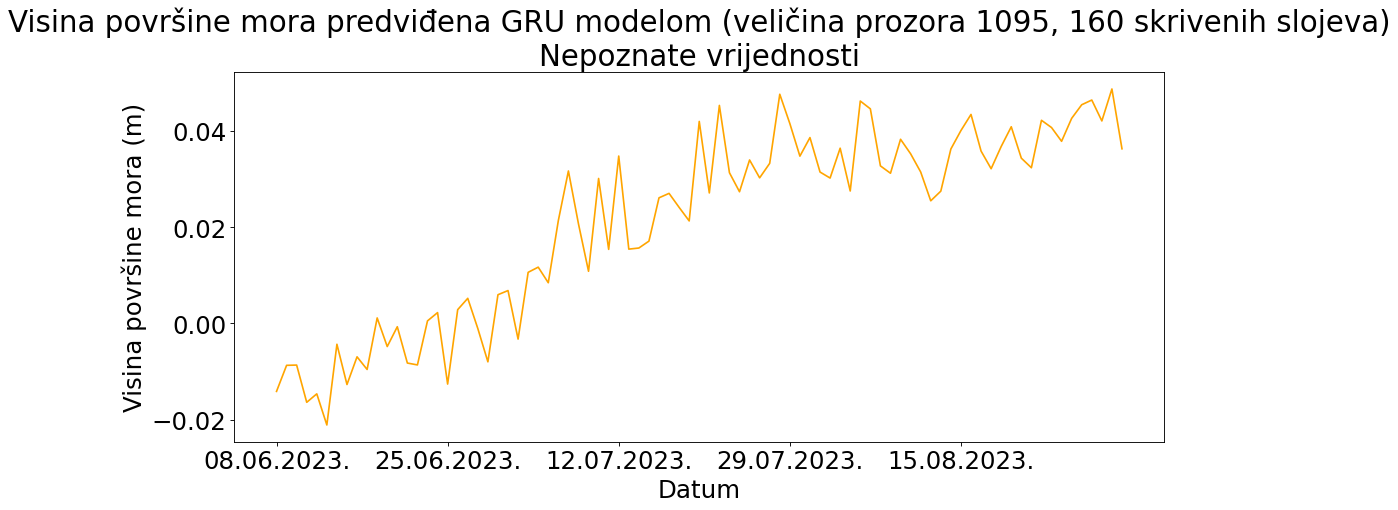 Visina površine mora predviđena GRU modelom (veličina prozora 1095, 160 skrivenih slojeva)
Nepoznate vrijednosti
Visina površine mora (m)
0.04
0.02
0.00
−0.02
08.06.2023. 25.06.2023. 12.07.2023. 29.07.2023. 15.08.2023.
Datum